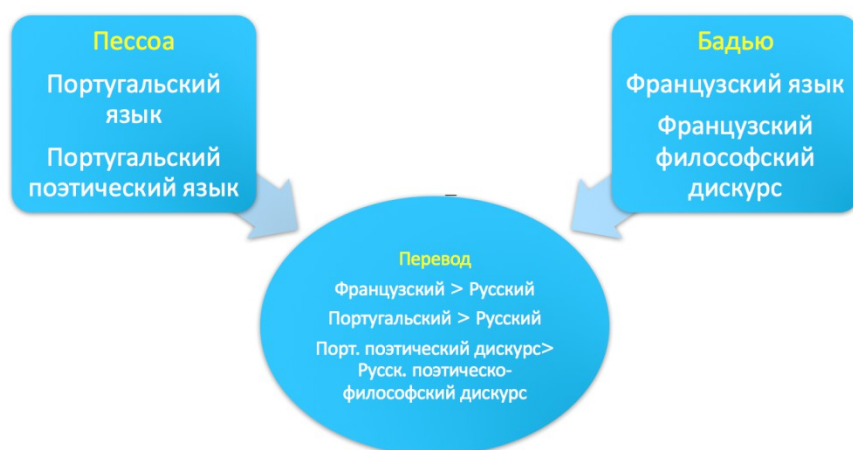 Пессоа
Португальский
язык
Португальский
поэтический язык
Бадью
Французский язык
Французский
философский
дискурс
Перевод
Французский > Русский
Португальский > Русский
Порт. поэтический дискурс>
Русск. поэтическо-
философский дискурс